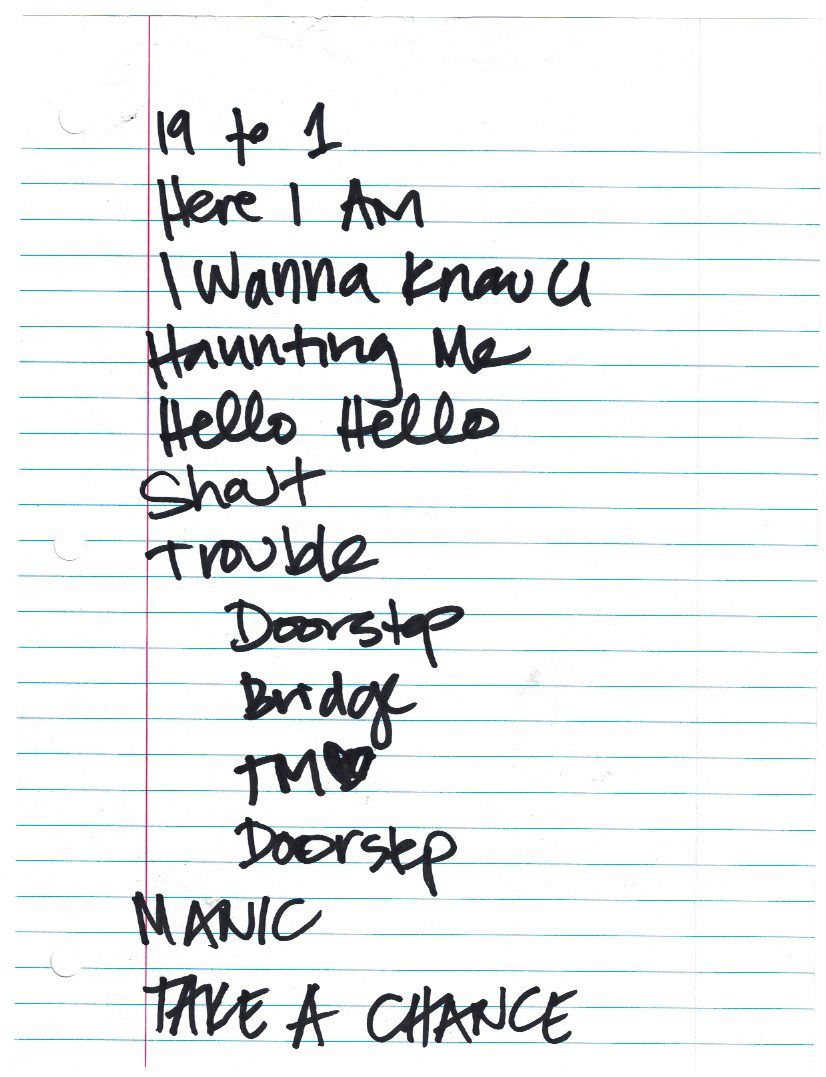 19 to 1
Here I Am
I Wanna Know U
Haunting Me
Hello Hello
Shout
Trouble
Doorstep
Bridge
TM♥
Doorstep
MANIC
TAKE A CHANCE